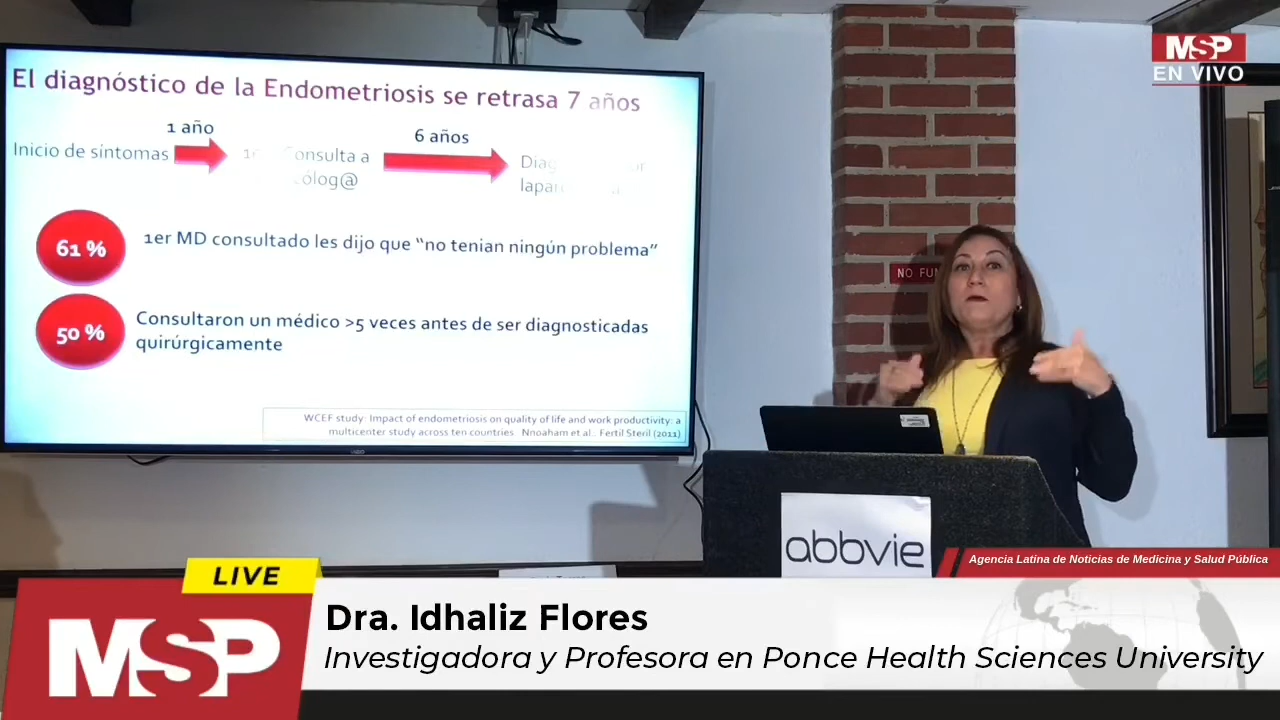 El diagnóstico de la Endometriosis se retrasa 7 años
1 año
6 años
Inicio de síntomas
Consulta a
61 %
1er MD consultado les dijo que “no tenian ningún problema”
50 %
Consultaron un médico >5 veces antes de ser diagnosticadas
quirúrgicamente
WCEF study: Impact of endometriosis on quality of life and work productivity: a
multicenter study across ten countries Nnoaham et al.. Fertil Steril (2011)
MSP
EN VIVO
NO
abbvie
Agencia Latina de Noticias de Medicina y Salud Pública
LIVE
MSP
Dra. Idhaliz Flores
Investigadora y Profesora en Ponce Health Sciences University